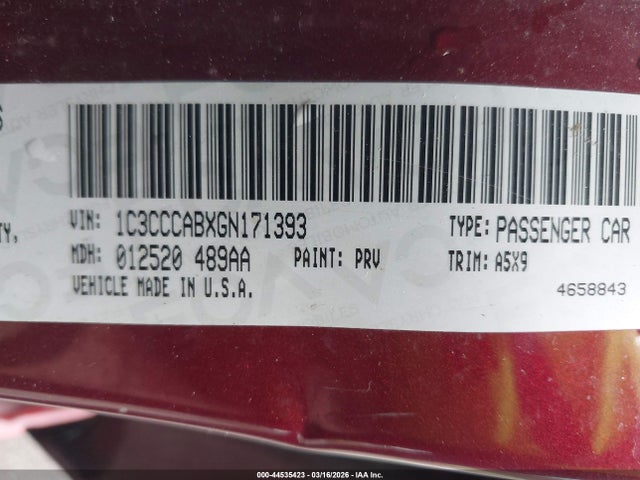 VIN: 1C3CCCABXGN171393 TYPE: PASSENGER CAR
TY,
MDH: 012520 489AA PAINT: PRV TRIM: A5X9
VEHICLE MADE IN U.S.A. 4658843
000-44535423 - 03/16/2026 - IAA Inc.